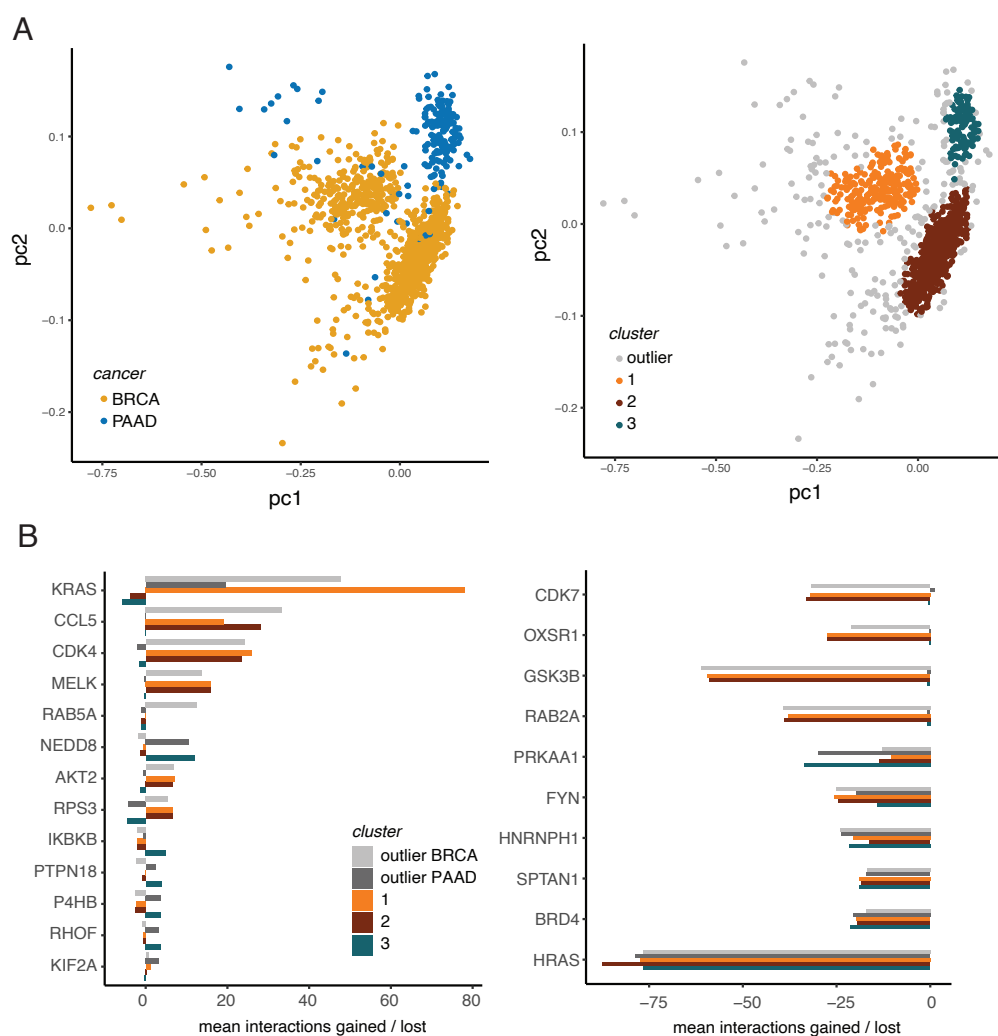 A
pc2
0.1
0.0
−0.1
−0.2
cancer
BRCA
PAAD
−0.75
−0.50
−0.25
0.00
pc1
pc2
0.1
0.0
−0.1
−0.2
cluster
outlier
1
2
3
−0.75
−0.50
−0.25
0.00
pc1
B
KRAS
CCL5
CDK4
MELK
RAB5A
NEDD8
AKT2
RPS3
IKBKB
PTPN18
P4HB
RHOF
KIF2A
cluster
outlier BRCA
outlier PAAD
1
2
3
0
20
40
60
80
mean interactions gained / lost
CDK7
OXSR1
GSK3B
RAB2A
PRKAA1
FYN
HNRNPH1
SPTAN1
BRD4
HRAS
−75
−50
−25
0
mean interactions gained / lost